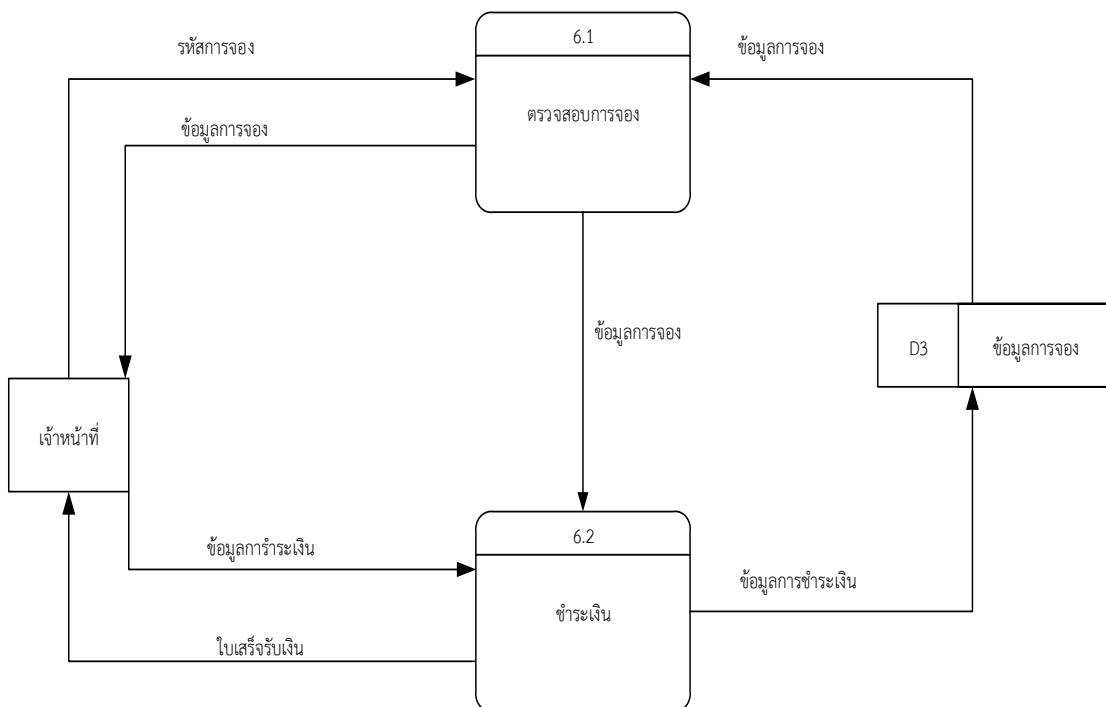 6.1
รหัสการจอง
ข้อมูลการจอง
ตรวจสอบการจอง
ข้อมูลการจอง
ข้อมูลการจอง
D3
ข้อมูลการจอง
เจ้าหน้าที่
6.2
ข้อมูลการำระเงิน
ข้อมูลการชำระเงิน
ชำระเงิน
ใบเสร็จรับเงิน